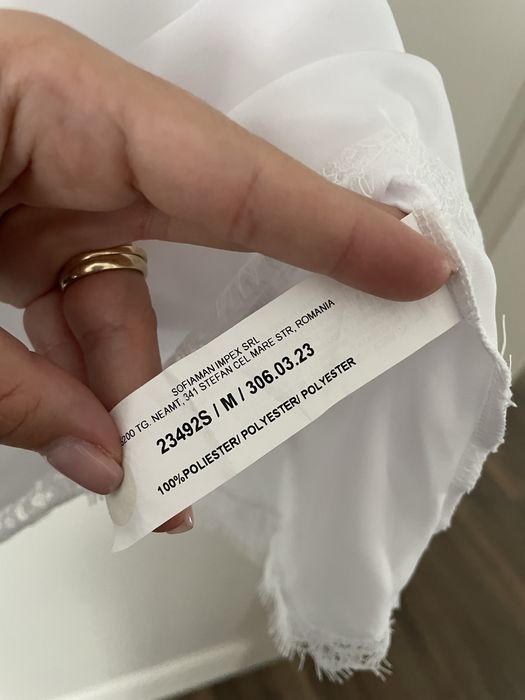 SOFIAMAN IMPEX SRL
5200 TG. NEAMT, 341 STEFAN CEL MARE STR, ROMANIA
23492S / M / 306.03.23
100%POLIESTER/ POLYESTER/ POLYESTER